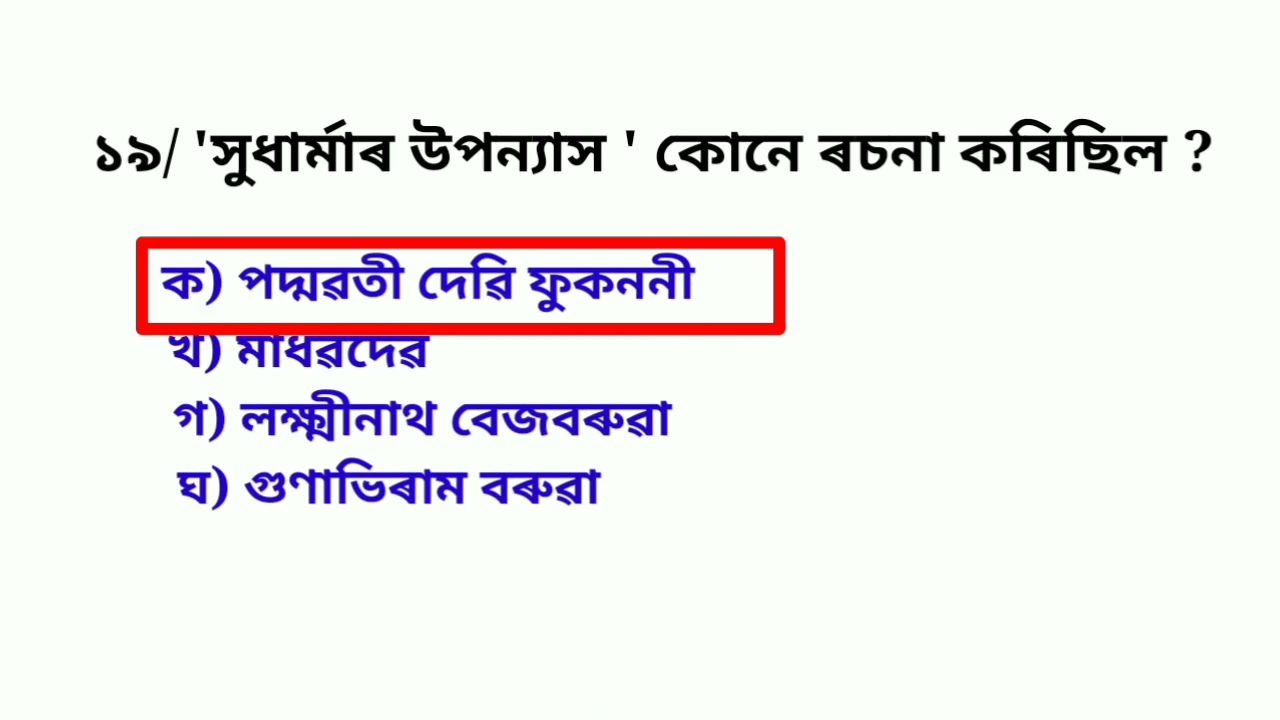 ১৯/ 'সুধাৰ্মাৰ উপন্যাস ' কোনে ৰচনা কৰিছিল ?
ক) পদ্মৱতী দেৱি ফুকননী
খ) মাধৱদেৱ
গ) লক্ষ্মীনাথ বেজবৰুৱা
ঘ) গুণাভিৰাম বৰুৱা